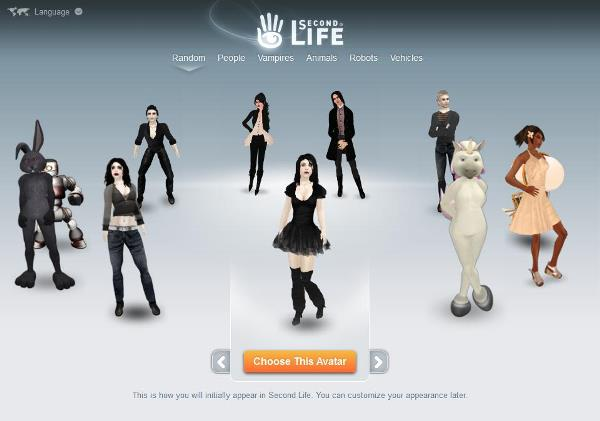 Language
SECOND
LIFE
Random People Vampires Animals Robots Vehicles
Choose This Avatar
This is how you will initially appear in Second Life. You can customize your appearance later.